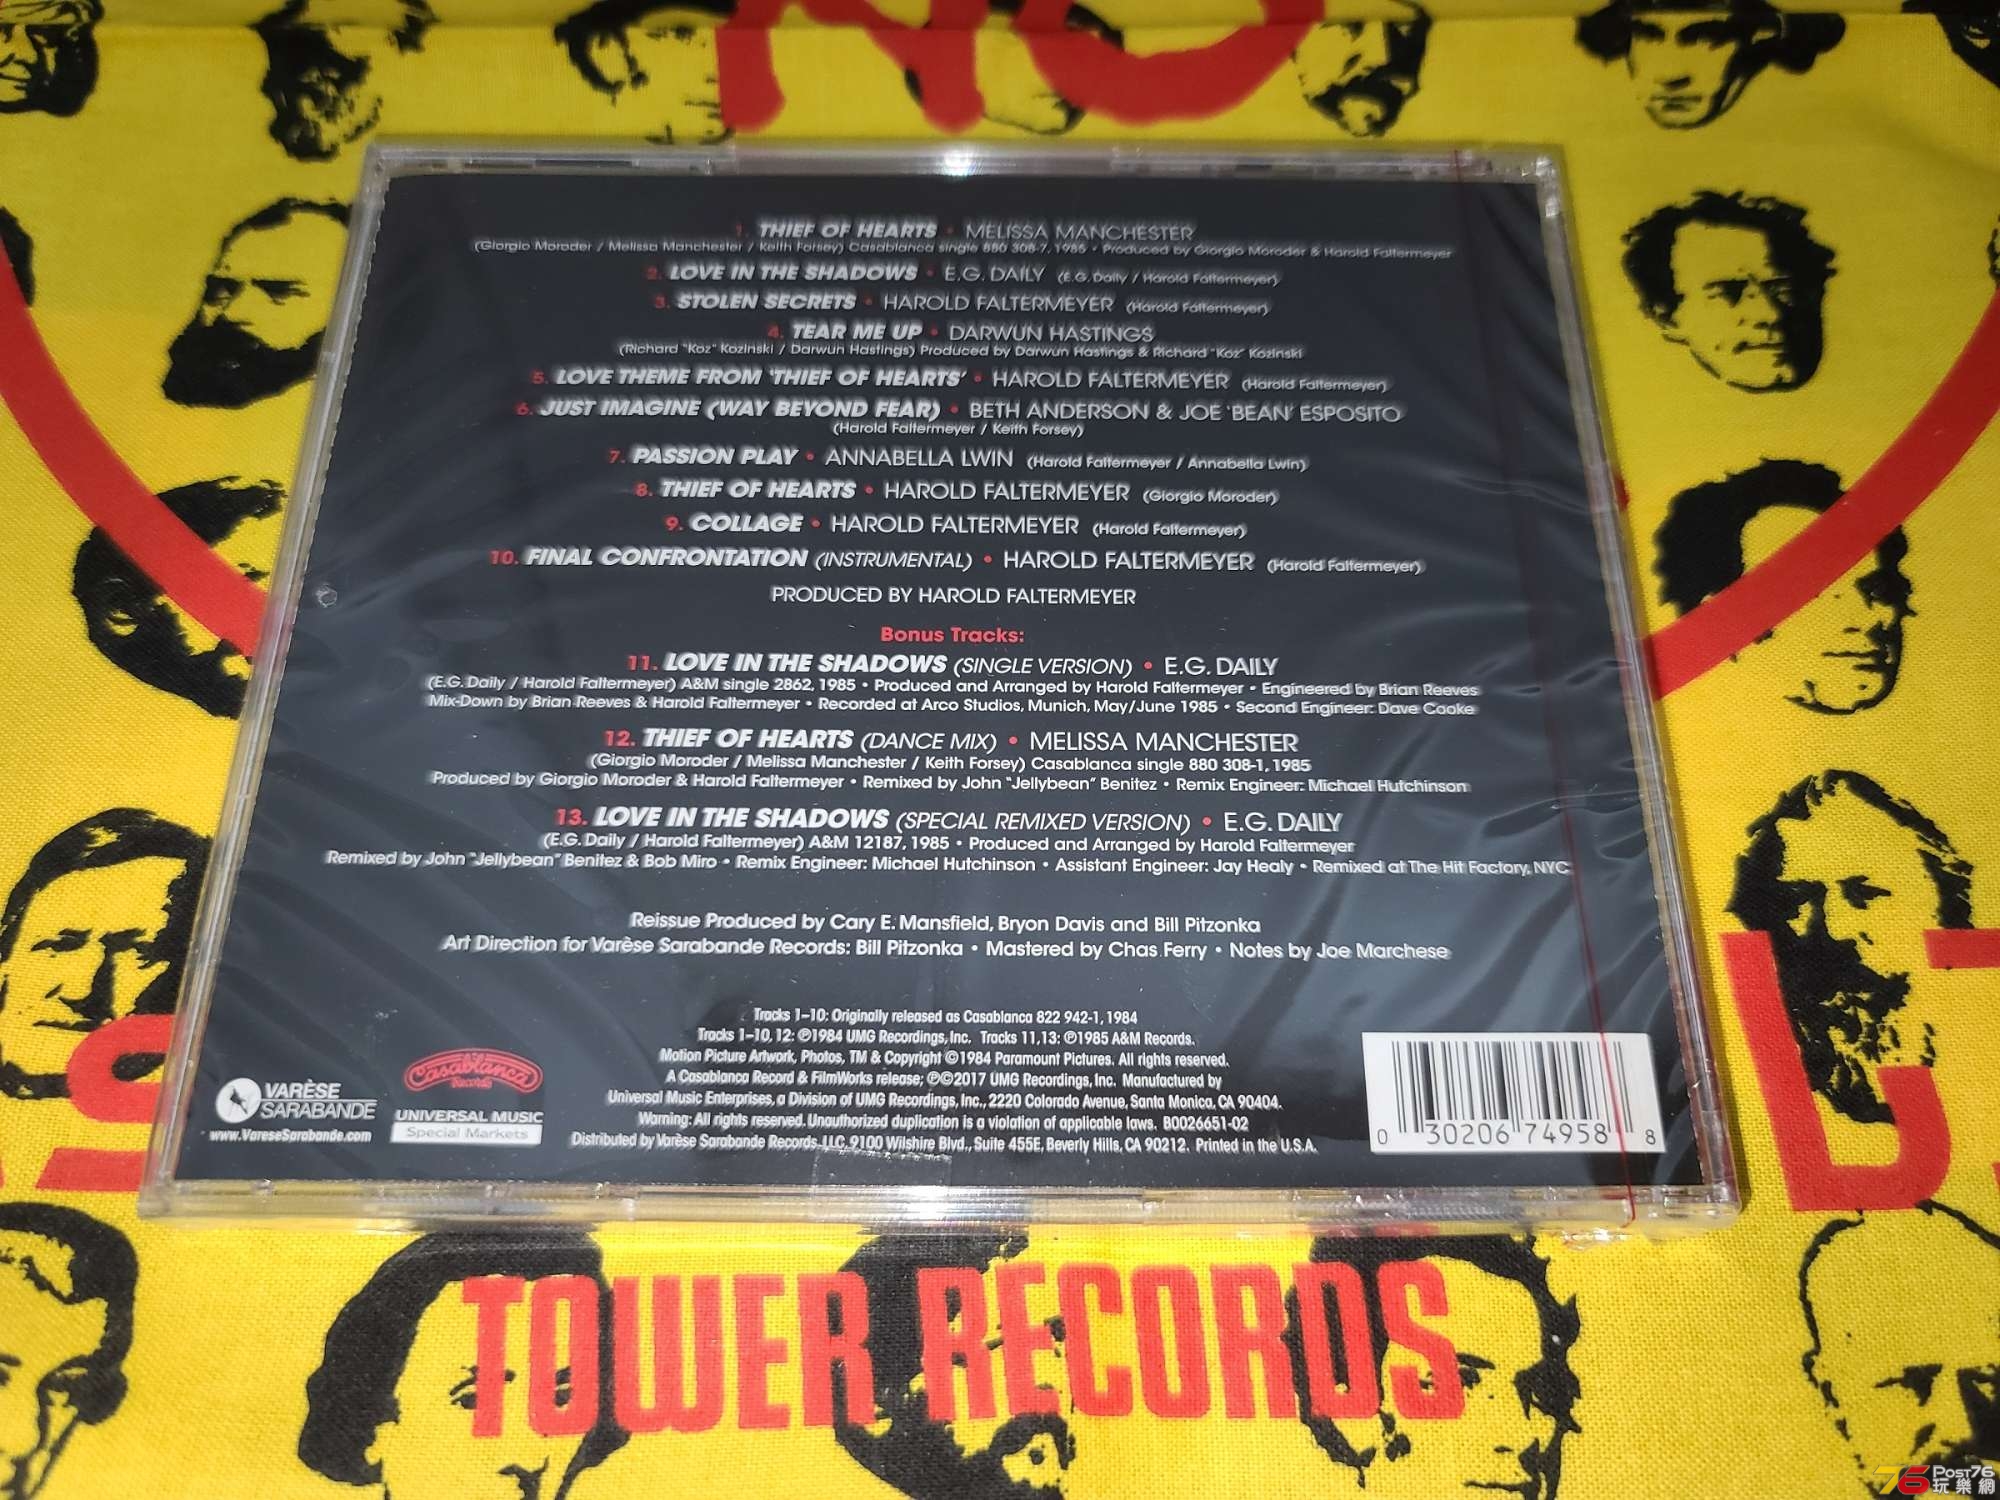 NO
1. THIEF OF HEARTS • MELISSA MANCHESTER
(Giorgio Moroder / Melissa Manchester / Keith Forsey) Casablanca single 880 308-7, 1985 • Produced by Giorgio Moroder & Harold Faltermeyer
2. LOVE IN THE SHADOWS • E.G. DAILY (E.G. Daily / Harold Faltermeyer)
3. STOLEN SECRETS • HAROLD FALTERMEYER (Harold Faltermeyer)
4. TEAR ME UP • DARWUN HASTINGS
(Richard "Koz" Kozinski / Darwun Hastings) Produced by Darwun Hastings & Richard "Koz" Kozinski
5. LOVE THEME FROM 'THIEF OF HEARTS' • HAROLD FALTERMEYER (Harold Faltermeyer)
6. JUST IMAGINE (WAY BEYOND FEAR) • BETH ANDERSON & JOE 'BEAN' ESPOSITO
(Harold Faltermeyer / Keith Forsey)
7. PASSION PLAY • ANNABELLA LWIN (Harold Faltermeyer / Annabella Lwin)
8. THIEF OF HEARTS • HAROLD FALTERMEYER (Giorgio Moroder)
9. COLLAGE • HAROLD FALTERMEYER (Harold Faltermeyer)
10. FINAL CONFRONTATION (INSTRUMENTAL) • HAROLD FALTERMEYER (Harold Faltermeyer)
PRODUCED BY HAROLD FALTERMEYER
Bonus Tracks:
11. LOVE IN THE SHADOWS (SINGLE VERSION) • E.G. DAILY
(E.G. Daily / Harold Faltermeyer) A&M single 2862, 1985 • Produced and Arranged by Harold Faltermeyer • Engineered by Brian Reeves
Mix-Down by Brian Reeves & Harold Faltermeyer • Recorded at Arco Studios, Munich, May/June 1985 • Second Engineer: Dave Cooke
12. THIEF OF HEARTS (DANCE MIX) • MELISSA MANCHESTER
(Giorgio Moroder / Melissa Manchester / Keith Forsey) Casablanca single 880 308-1, 1985
Produced by Giorgio Moroder & Harold Faltermeyer • Remixed by John "Jellybean" Benitez • Remix Engineer: Michael Hutchinson
13. LOVE IN THE SHADOWS (SPECIAL REMIXED VERSION) • E.G. DAILY
(E.G. Daily / Harold Faltermeyer) A&M 12187, 1985 • Produced and Arranged by Harold Faltermeyer
Remixed by John "Jellybean" Benitez & Bob Miro • Remix Engineer: Michael Hutchinson • Assistant Engineer: Jay Healy • Remixed at The Hit Factory, NYC
Reissue Produced by Cary E. Mansfield, Bryon Davis and Bill Pitzonka
Art Direction for Varèse Sarabande Records: Bill Pitzonka • Mastered by Chas Ferry • Notes by Joe Marchese
Tracks 1–10: Originally released as Casablanca 822 942-1, 1984
Tracks 1–10, 12: ℗1984 UMG Recordings, Inc. Tracks 11, 13: ℗1985 A&M Records.
Motion Picture Artwork, Photos, TM & Copyright ©1984 Paramount Pictures. All rights reserved.
A Casablanca Record & FilmWorks release; ℗©2017 UMG Recordings, Inc. Manufactured by
Universal Music Enterprises, a Division of UMG Recordings, Inc., 2220 Colorado Avenue, Santa Monica, CA 90404.
Warning: All rights reserved. Unauthorized duplication is a violation of applicable laws. B0026651-02
Distributed by Varèse Sarabande Records, LLC, 9100 Wilshire Blvd., Suite 455E, Beverly Hills, CA 90212. Printed in the U.S.A.
VARÈSE
SARABANDE
www.VareseSarabande.com
Casablanca
Records
UNIVERSAL MUSIC
Special Markets
0 30206 74958 8
TOWER RECORDS
76 Post76
玩樂網